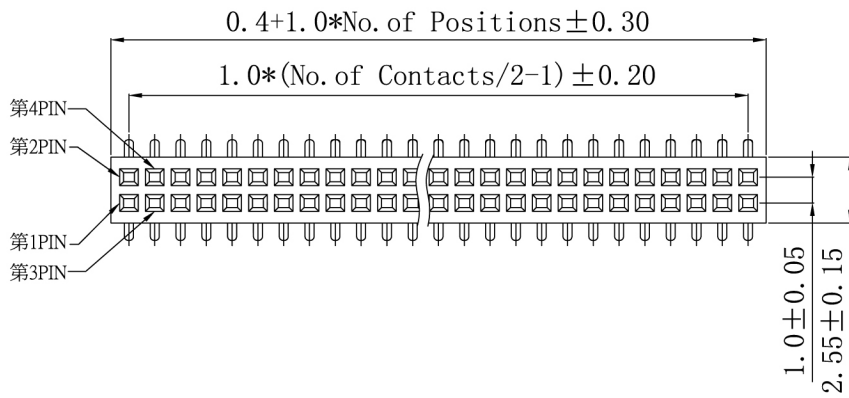 0.4+1.0*No.of Positions±0.30
1.0*(No.of Contacts/2-1)±0.20
第4PIN
第2PIN
第1PIN
第3PIN
1.0±0.05
2.55±0.15